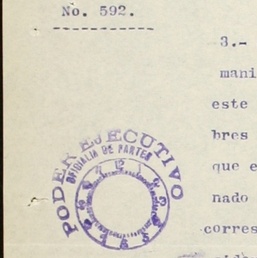 No. 592.
3.-
mani
este
bres
que e
nado
corres
PODER EJECUTIVO
OFICIALIA DE PARTES